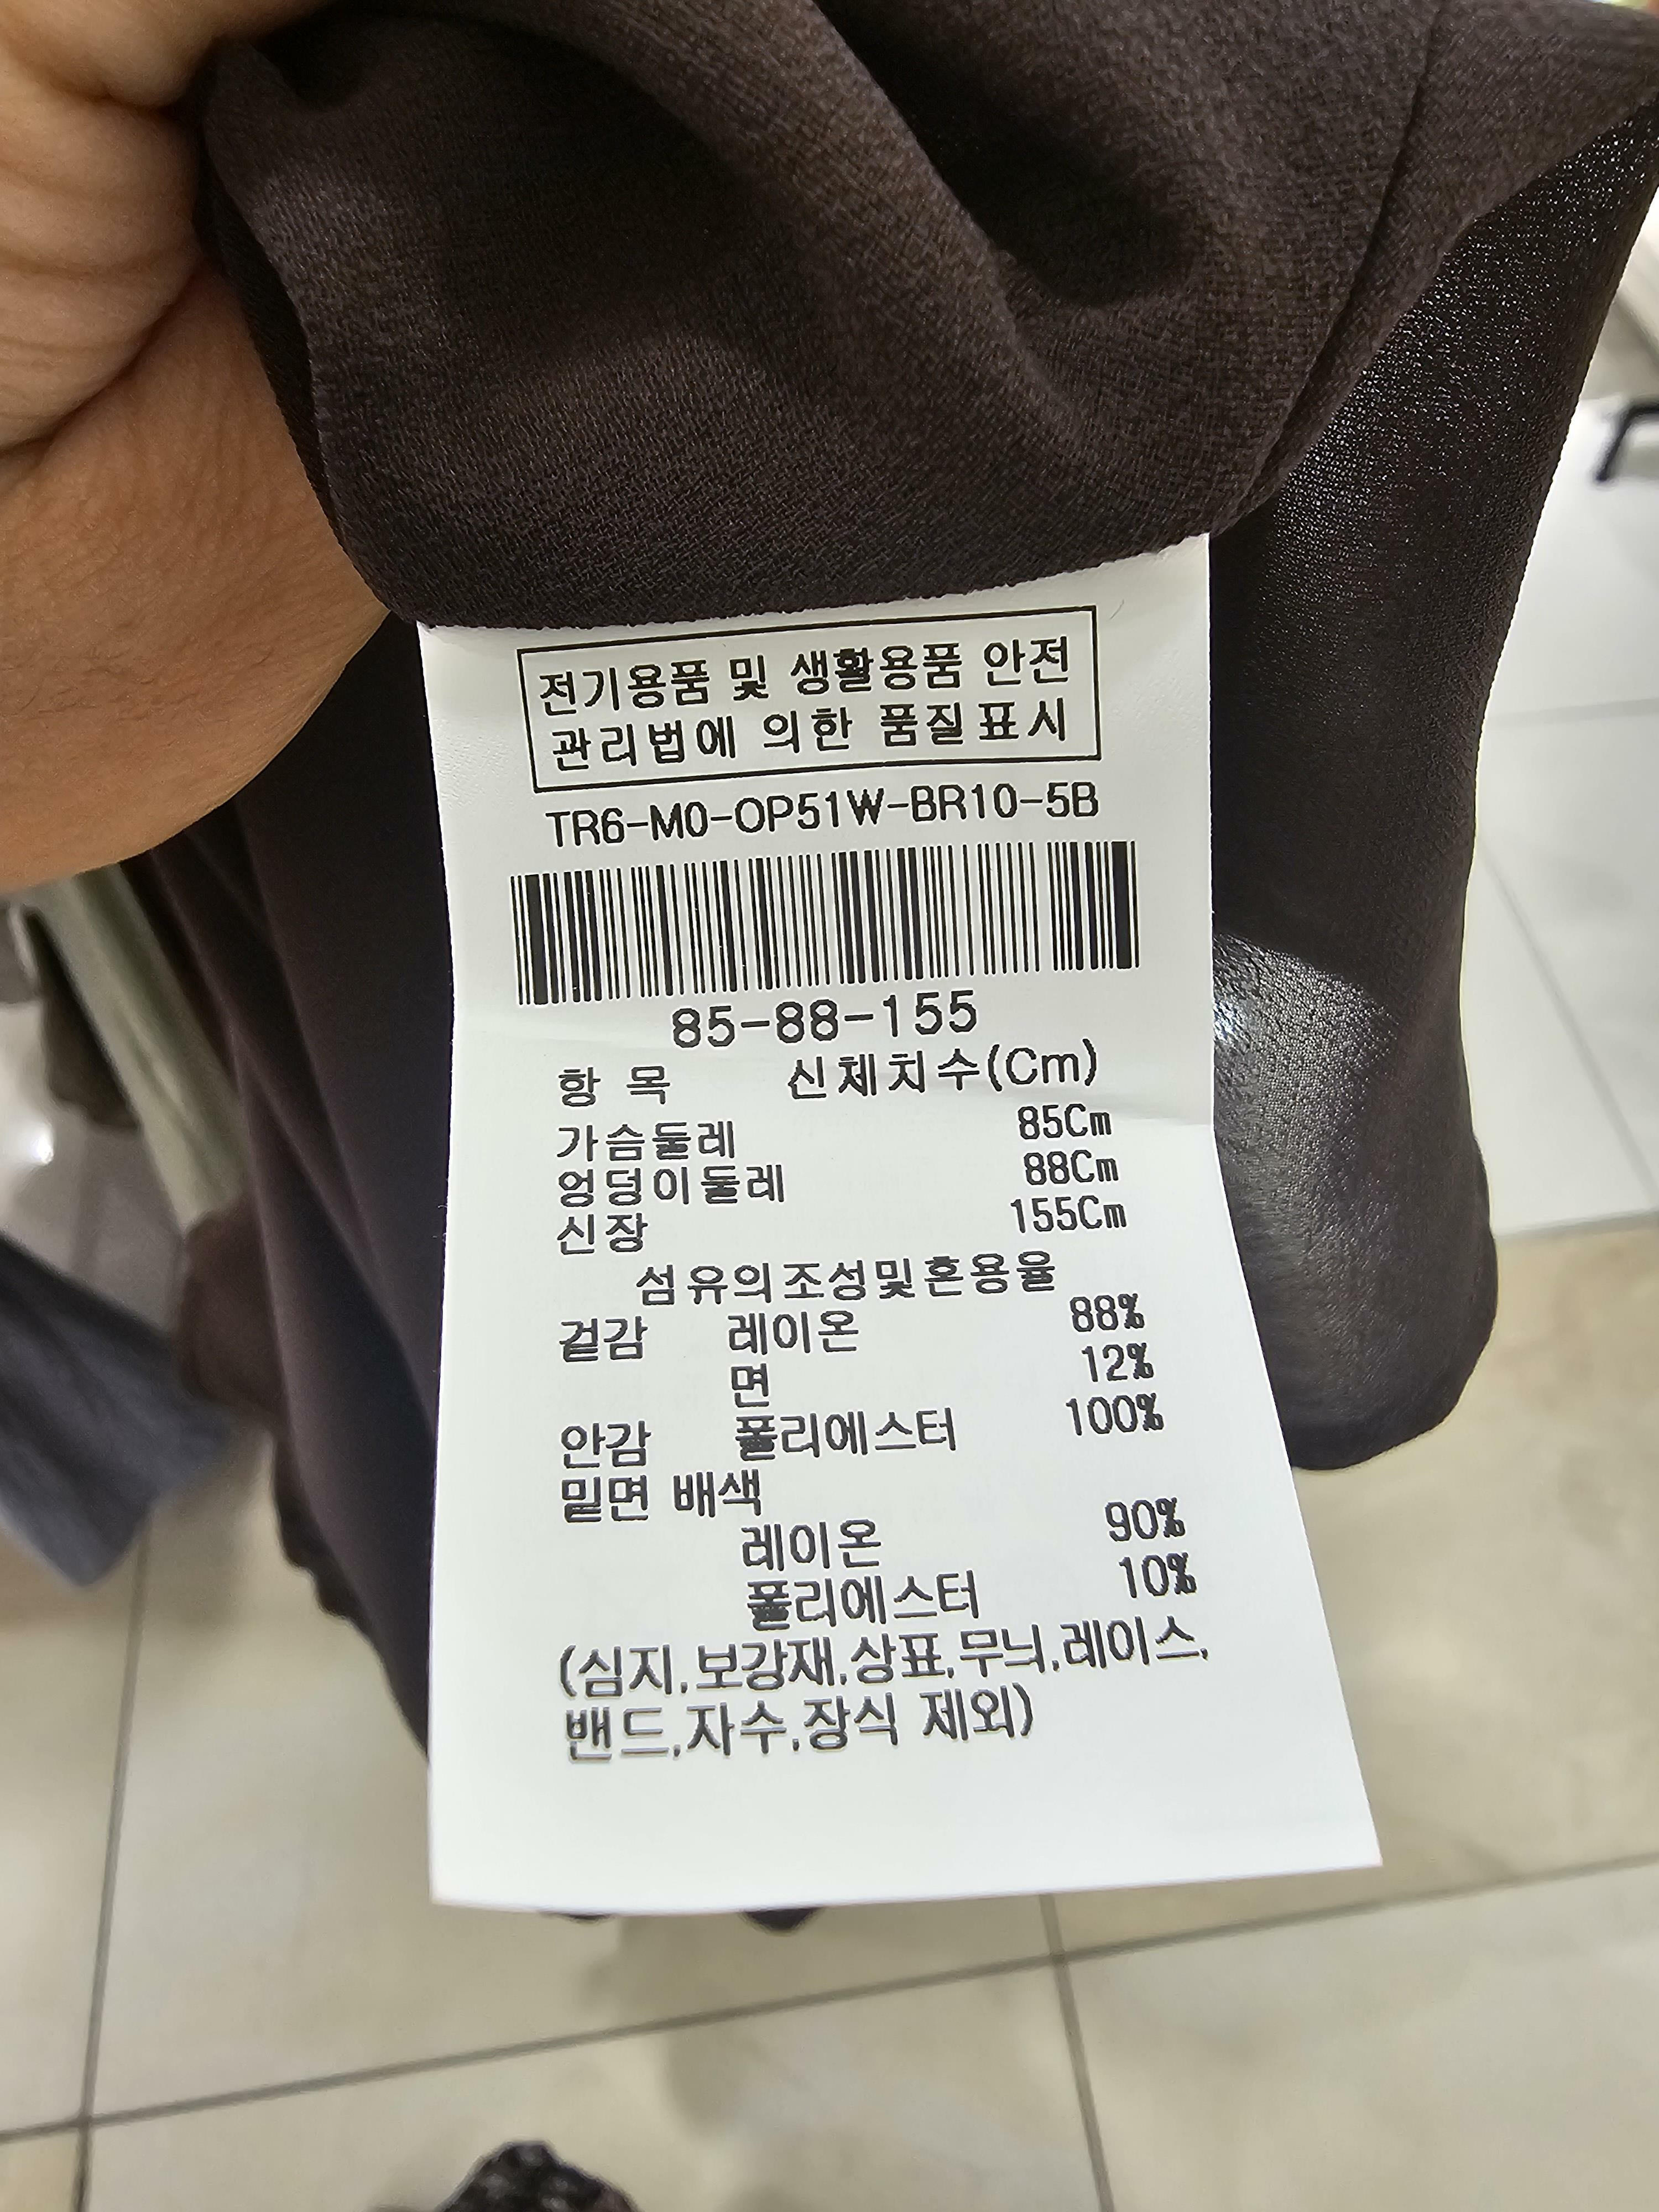 전기용품 및 생활용품 안전
관리법에 의한 품질표시
TR6-M0-OP51W-BR10-5B
85-88-155
항 목 신체치수(Cm)
가슴둘레 85Cm
엉덩이둘레 88Cm
신장 155Cm
섬유의조성및혼용율
겉감 레이온 88%
면 12%
안감 폴리에스터 100%
밑면 배색
레이온 90%
폴리에스터 10%
(심지,보강재,상표,무늬,레이스,
밴드,자수,장식 제외)